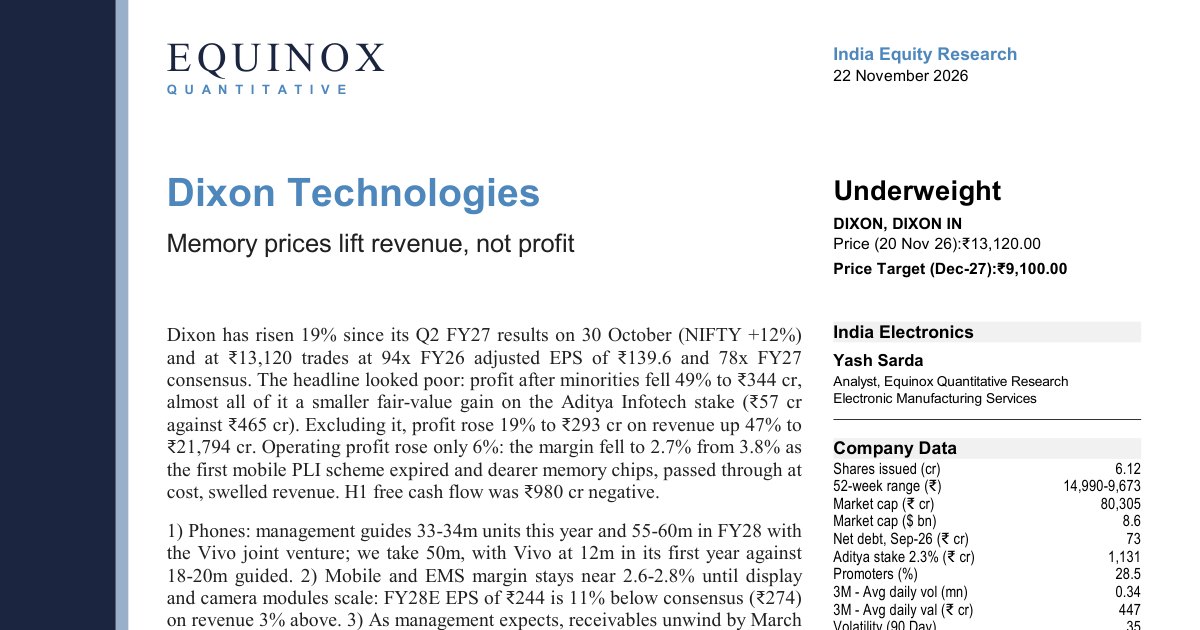 EQUINOX
QUANTITATIVE
India Equity Research
22 November 2026
Dixon Technologies
Memory prices lift revenue, not profit
Underweight
DIXON, DIXON IN
Price (20 Nov 26):₹13,120.00
Price Target (Dec-27):₹9,100.00
Dixon has risen 19% since its Q2 FY27 results on 30 October (NIFTY +12%)
and at ₹13,120 trades at 94x FY26 adjusted EPS of ₹139.6 and 78x FY27
consensus. The headline looked poor: profit after minorities fell 49% to ₹344 cr,
almost all of it a smaller fair-value gain on the Aditya Infotech stake (₹57 cr
against ₹465 cr). Excluding it, profit rose 19% to ₹293 cr on revenue up 47% to
₹21,794 cr. Operating profit rose only 6%: the margin fell to 2.7% from 3.8% as
the first mobile PLI scheme expired and dearer memory chips, passed through at
cost, swelled revenue. H1 free cash flow was ₹980 cr negative.
1) Phones: management guides 33-34m units this year and 55-60m in FY28 with
the Vivo joint venture; we take 50m, with Vivo at 12m in its first year against
18-20m guided. 2) Mobile and EMS margin stays near 2.6-2.8% until display
and camera modules scale: FY28E EPS of ₹244 is 11% below consensus (₹274)
on revenue 3% above. 3) As management expects, receivables unwind by March
India Electronics
Yash Sarda
Analyst, Equinox Quantitative Research
Electronic Manufacturing Services
Company Data
Shares issued (cr) 6.12
52-week range (₹) 14,990-9,673
Market cap (₹ cr) 80,305
Market cap ($ bn) 8.6
Net debt, Sep-26 (₹ cr) 73
Aditya stake 2.3% (₹ cr) 1,131
Promoters (%) 28.5
3M - Avg daily vol (mn) 0.34
3M - Avg daily val (₹ cr) 447
Volatility (90 Day) 35